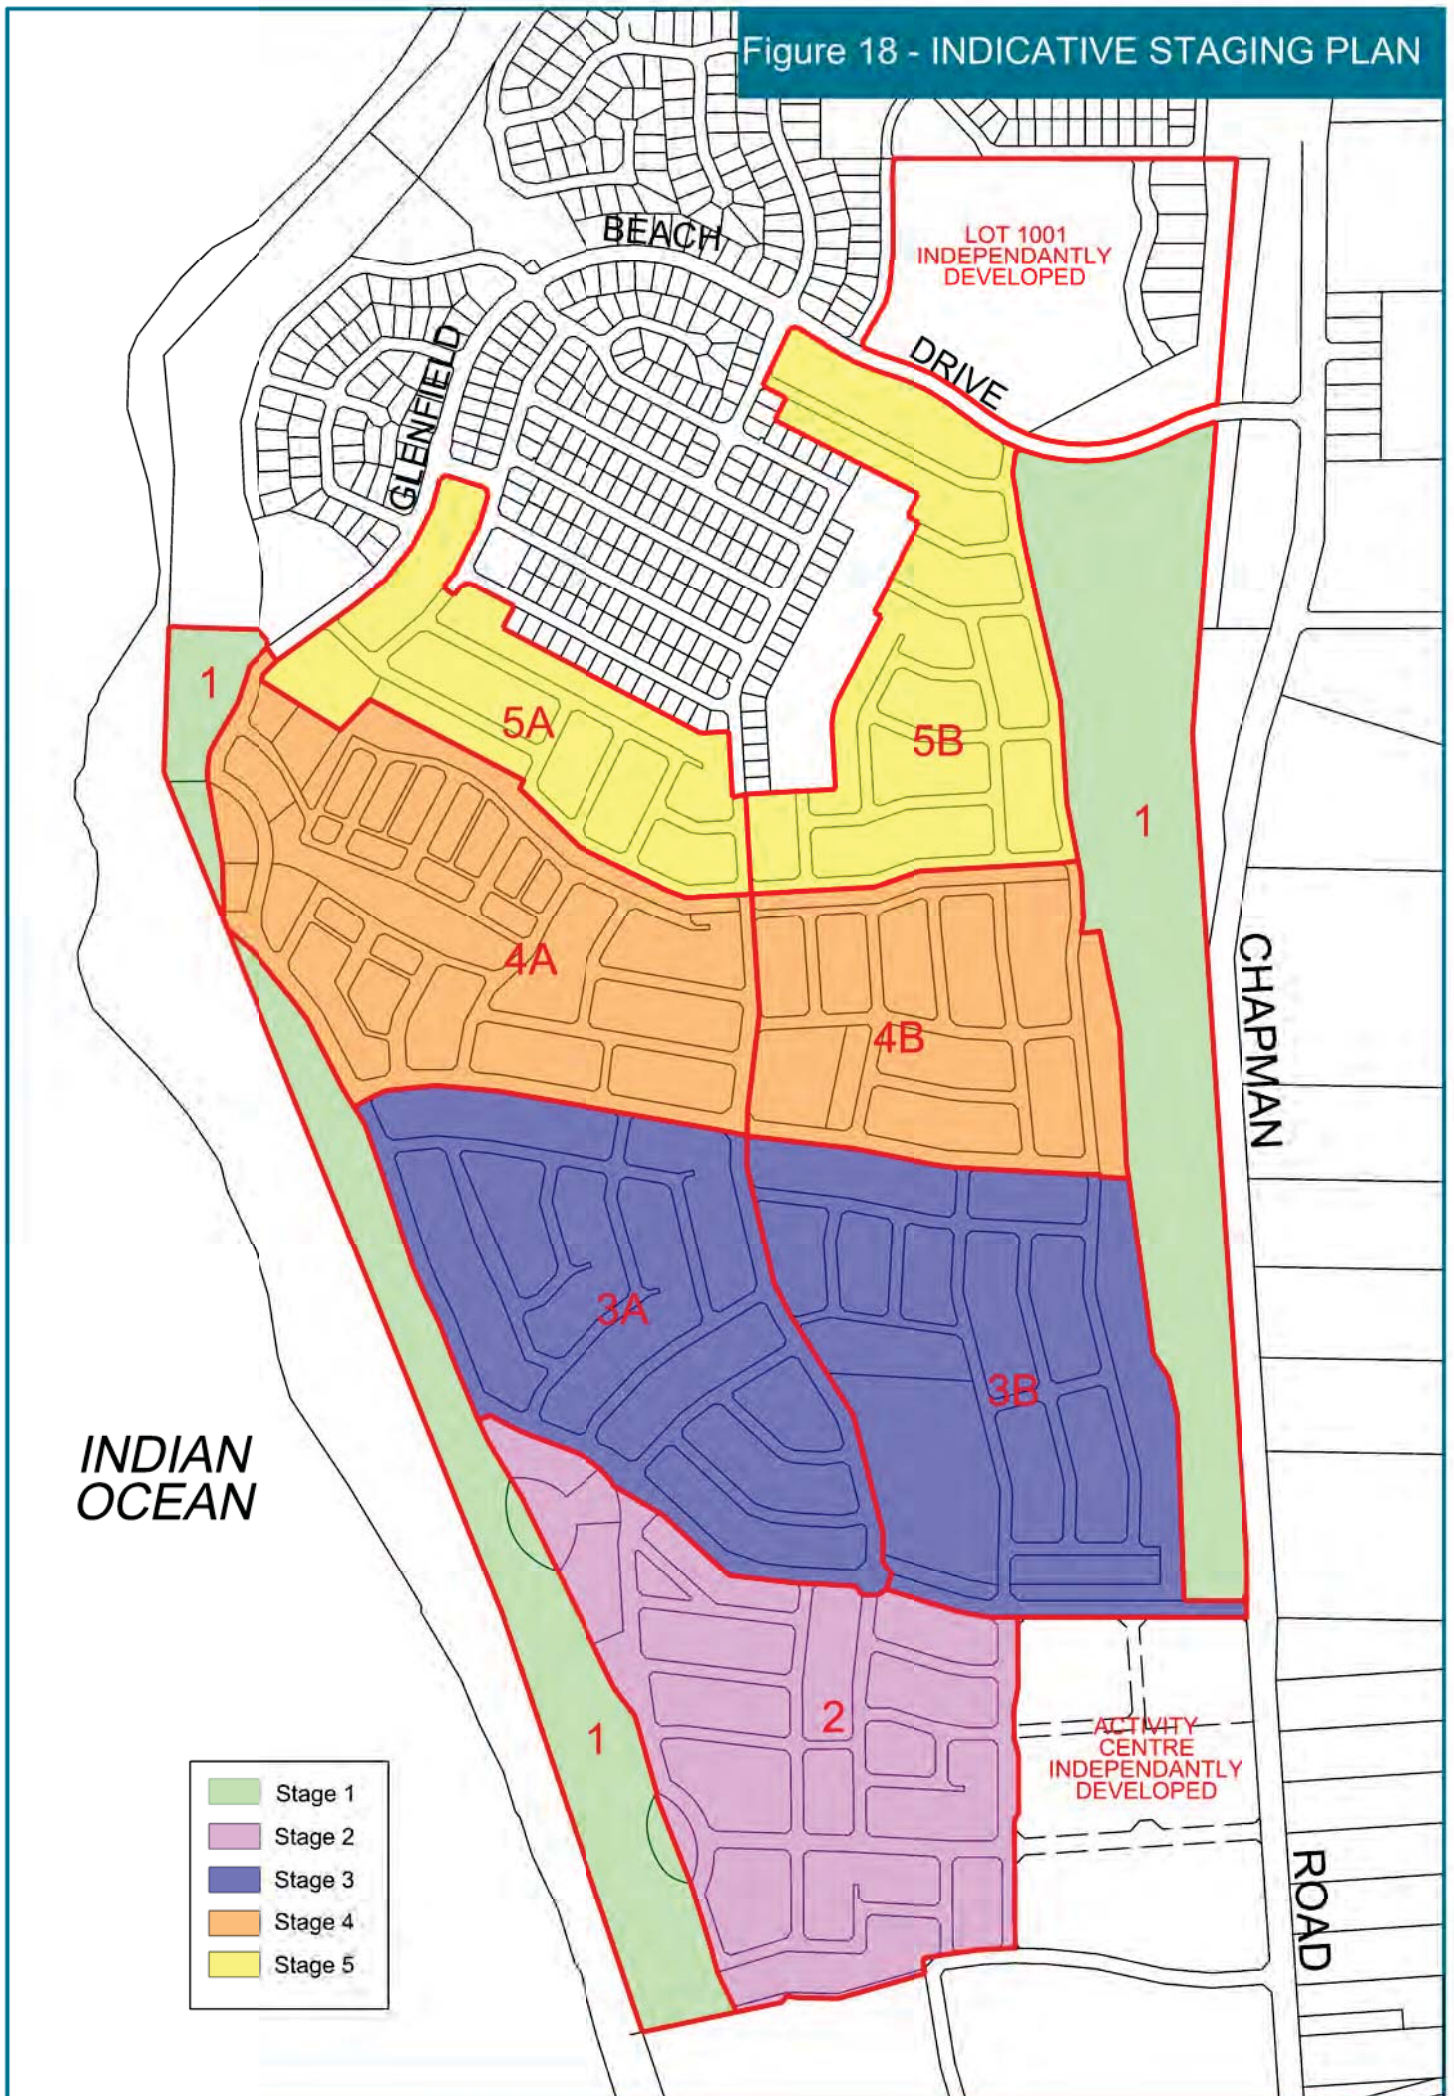 Figure 18 - INDICATIVE STAGING PLAN
BEACH
LOT 1001
INDEPENDANTLY
DEVELOPED
GLENFIELD
DRIVE
1
5A
5B
1
4A
4B
CHAPMAN
3A
3B
INDIAN
OCEAN
2
1
ACTIVITY
CENTRE
INDEPENDANTLY
DEVELOPED
Stage 1
Stage 2
Stage 3
Stage 4
Stage 5
ROAD